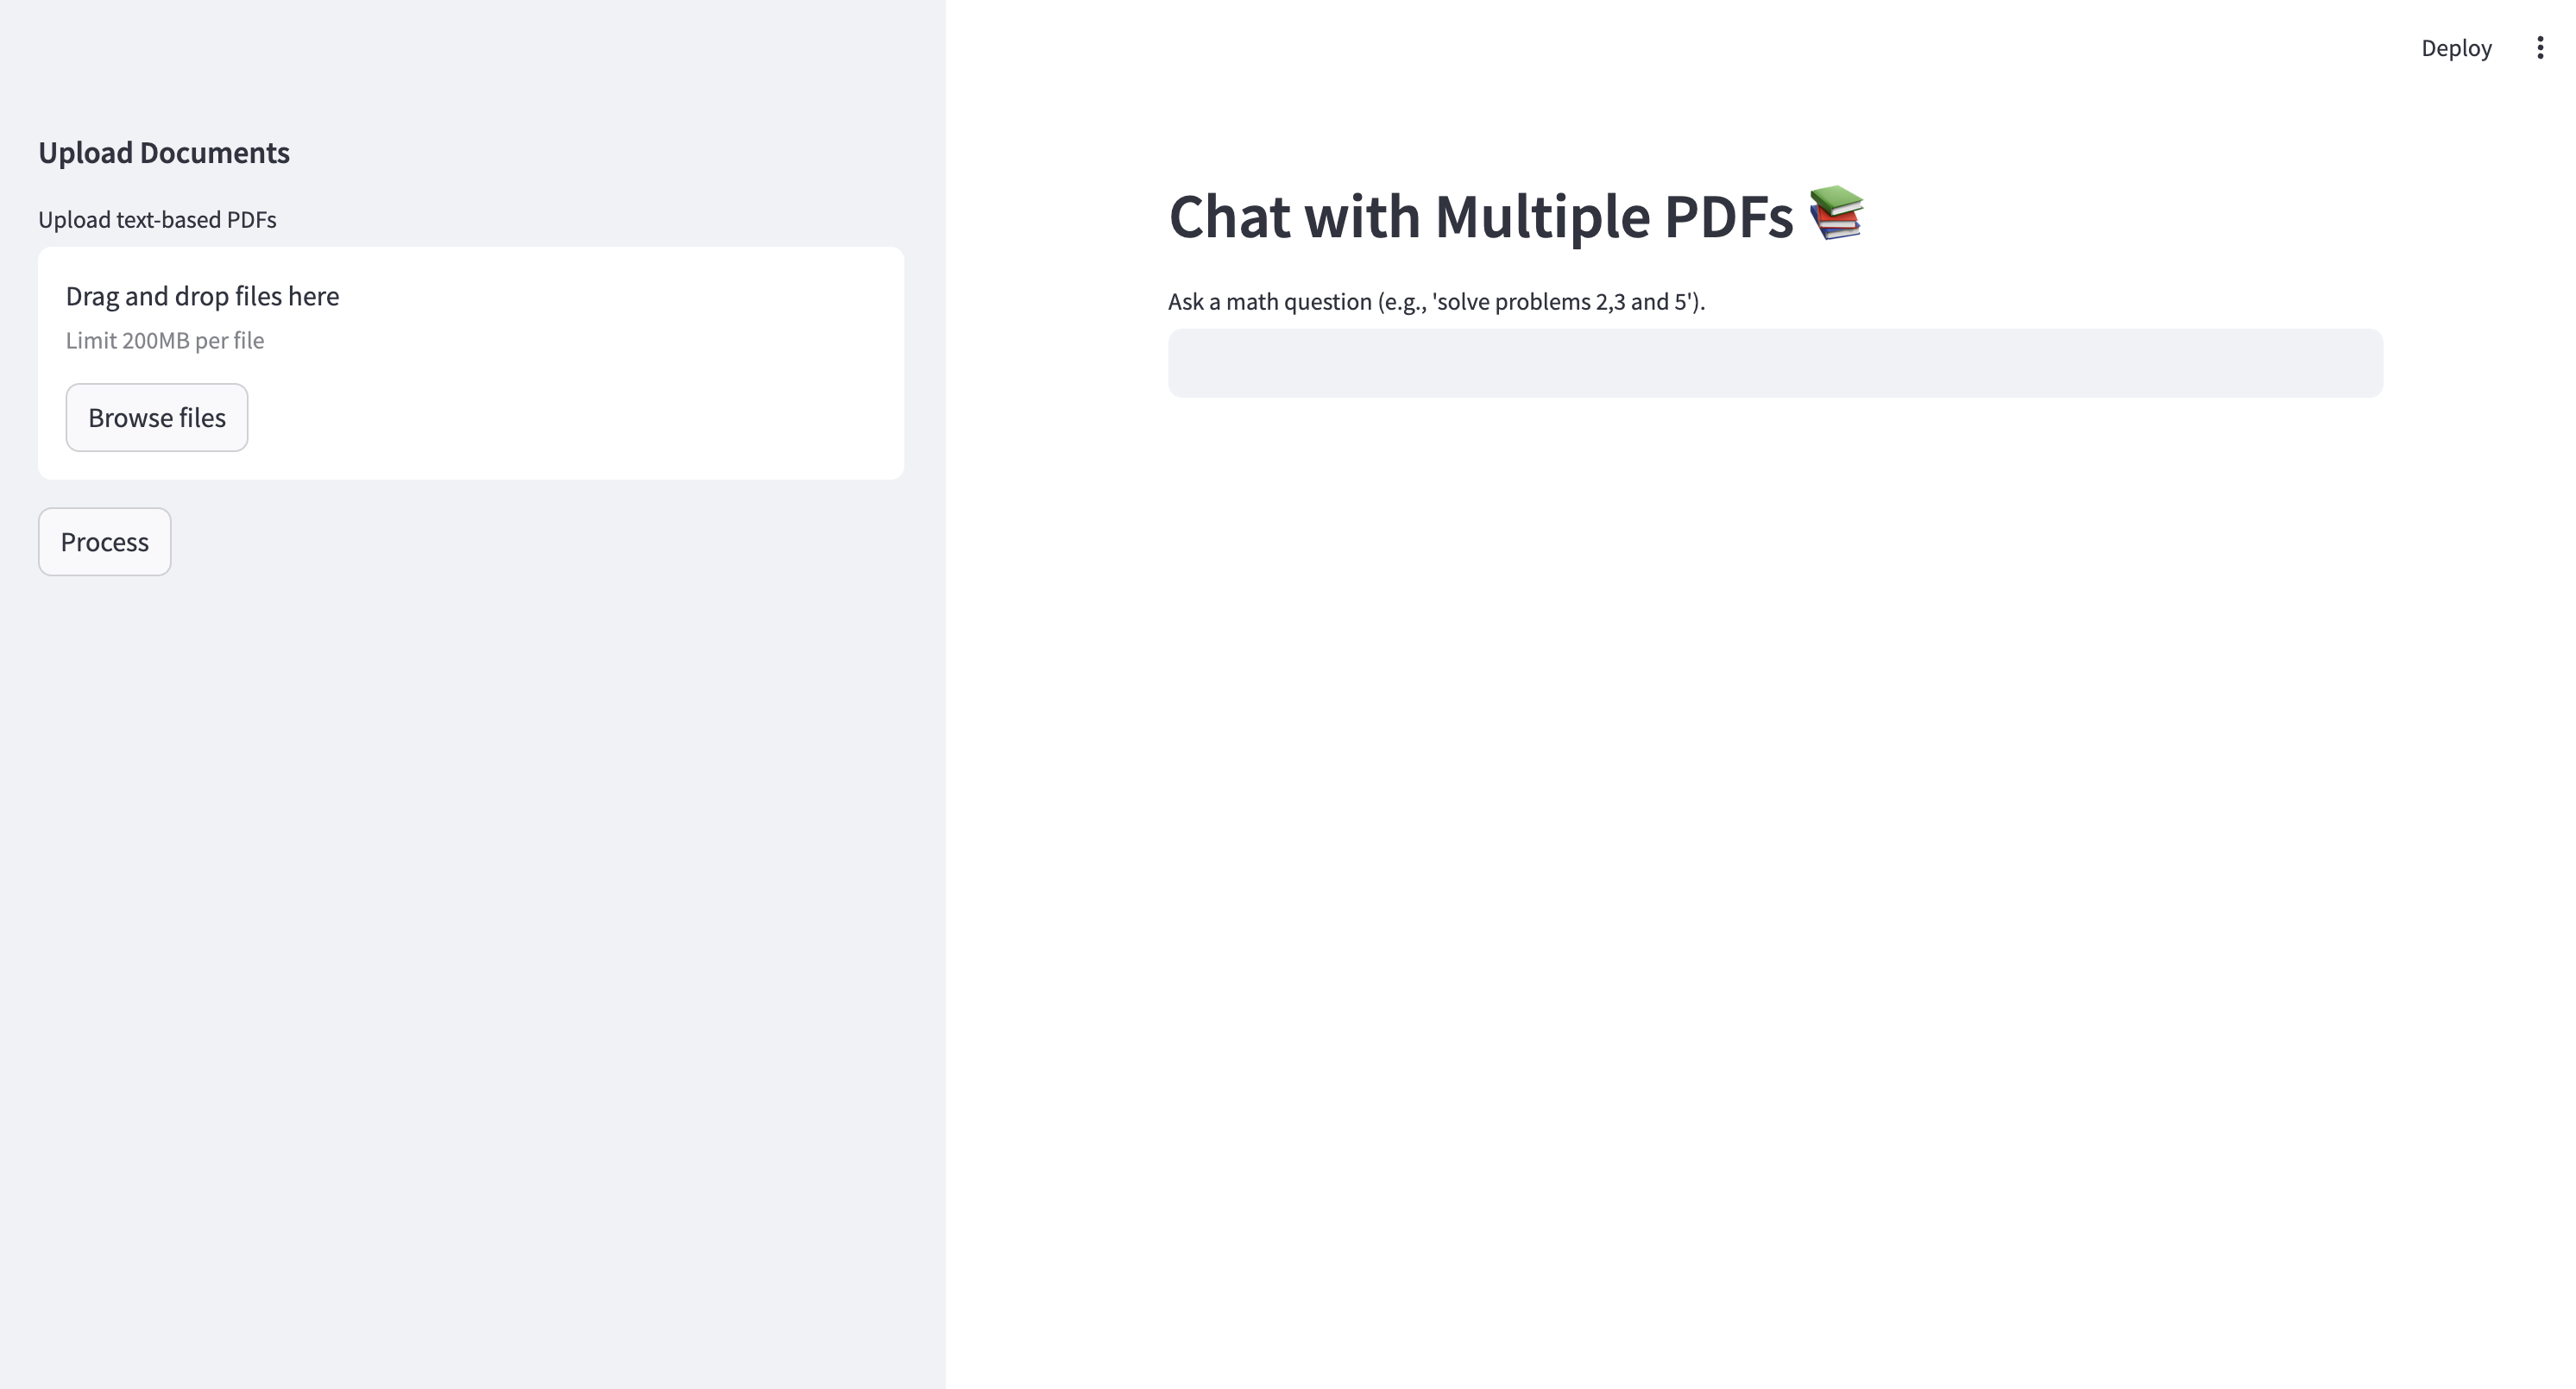 Deploy
Upload Documents
Upload text-based PDFs
Drag and drop files here
Limit 200MB per file
Browse files
Process
Chat with Multiple PDFs 📚
Ask a math question (e.g., 'solve problems 2,3 and 5').